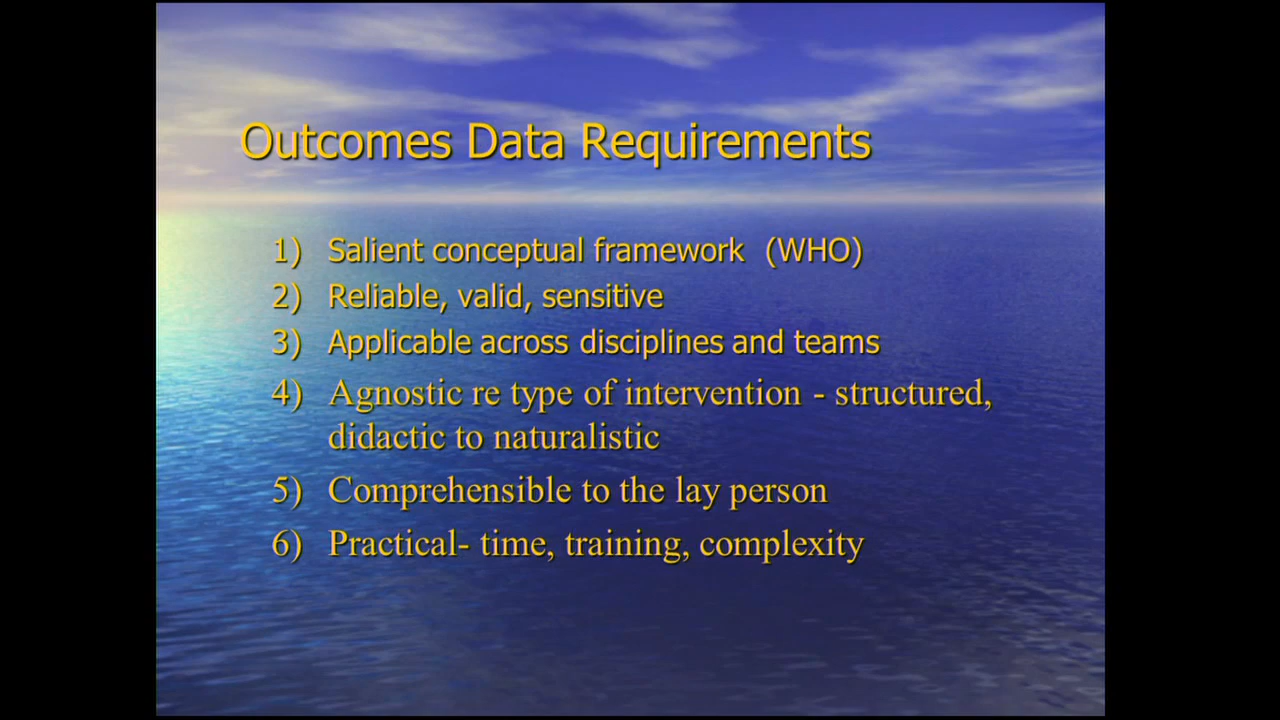 Outcomes Data Requirements
1) Salient conceptual framework (WHO)
2) Reliable, valid, sensitive
3) Applicable across disciplines and teams
4) Agnostic re type of intervention - structured,
didactic to naturalistic
5) Comprehensible to the lay person
6) Practical- time, training, complexity